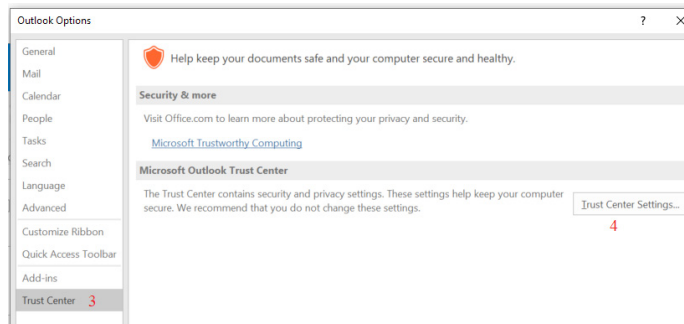 Outlook Options ? ×
General
Mail
Calendar
People
Tasks
Search
Language
Advanced
Customize Ribbon
Quick Access Toolbar
Add-ins
Trust Center 3
Help keep your documents safe and your computer secure and healthy.
Security & more
Visit Office.com to learn more about protecting your privacy and security.
Microsoft Trustworthy Computing
Microsoft Outlook Trust Center
The Trust Center contains security and privacy settings. These settings help keep your computer
secure. We recommend that you do not change these settings.
Trust Center Settings...
4